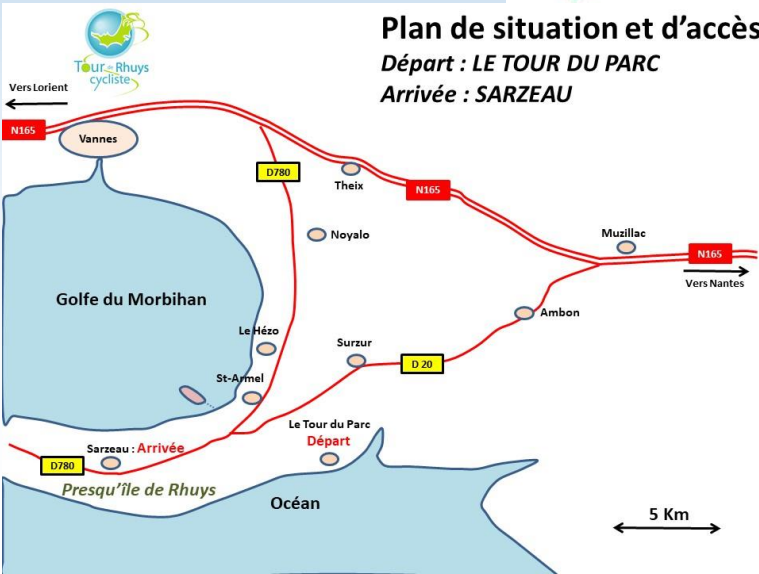 Plan de situation et d’accès
Départ : LE TOUR DU PARC
Arrivée : SARZEAU
Tour de Rhuys
cycliste
Vers Lorient
N165
Vannes
D780
Theix
N165
Noyalo
Muzillac
N165
Vers Nantes
Golfe du Morbihan
Ambon
Le Hézo
Surzur
D 20
St-Armel
Le Tour du Parc
Départ
Sarzeau : Arrivée
D780
Presqu’île de Rhuys
Océan
5 Km